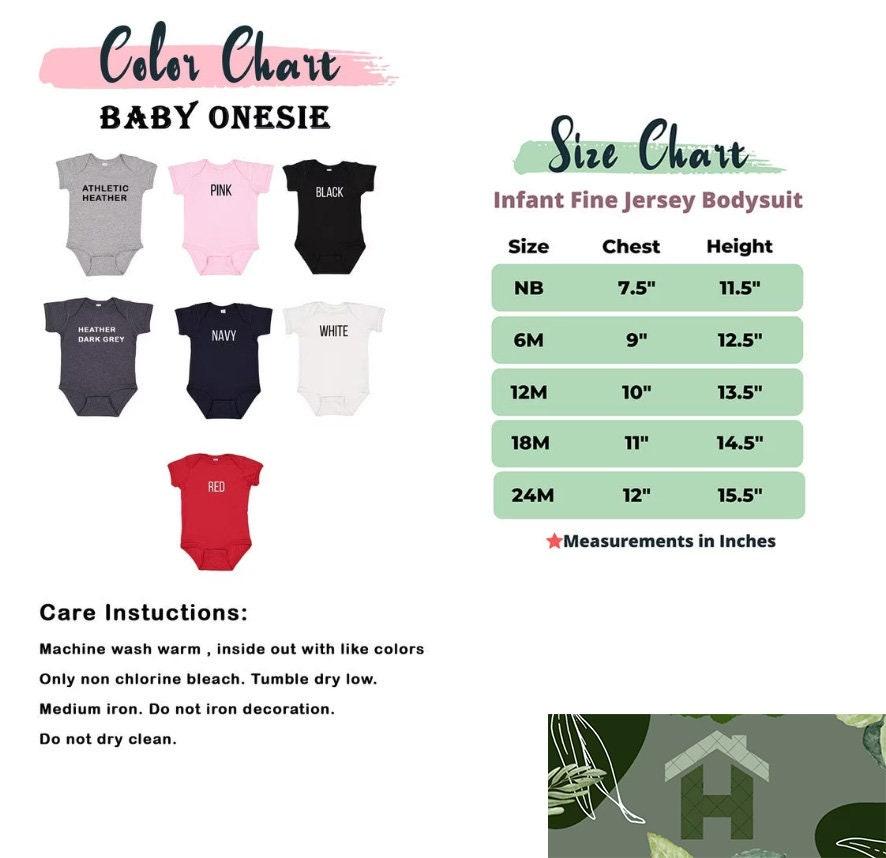 Color Chart
BABY ONESIE
ATHLETIC
HEATHER
PINK
BLACK
HEATHER
DARK GREY
NAVY
WHITE
RED
Care Instuctions:
Machine wash warm , inside out with like colors
Only non chlorine bleach. Tumble dry low.
Medium iron. Do not iron decoration.
Do not dry clean.
Size Chart
Infant Fine Jersey Bodysuit
Size Chest Height
NB 7.5" 11.5"
6M 9" 12.5"
12M 10" 13.5"
18M 11" 14.5"
24M 12" 15.5"
Measurements in Inches
H